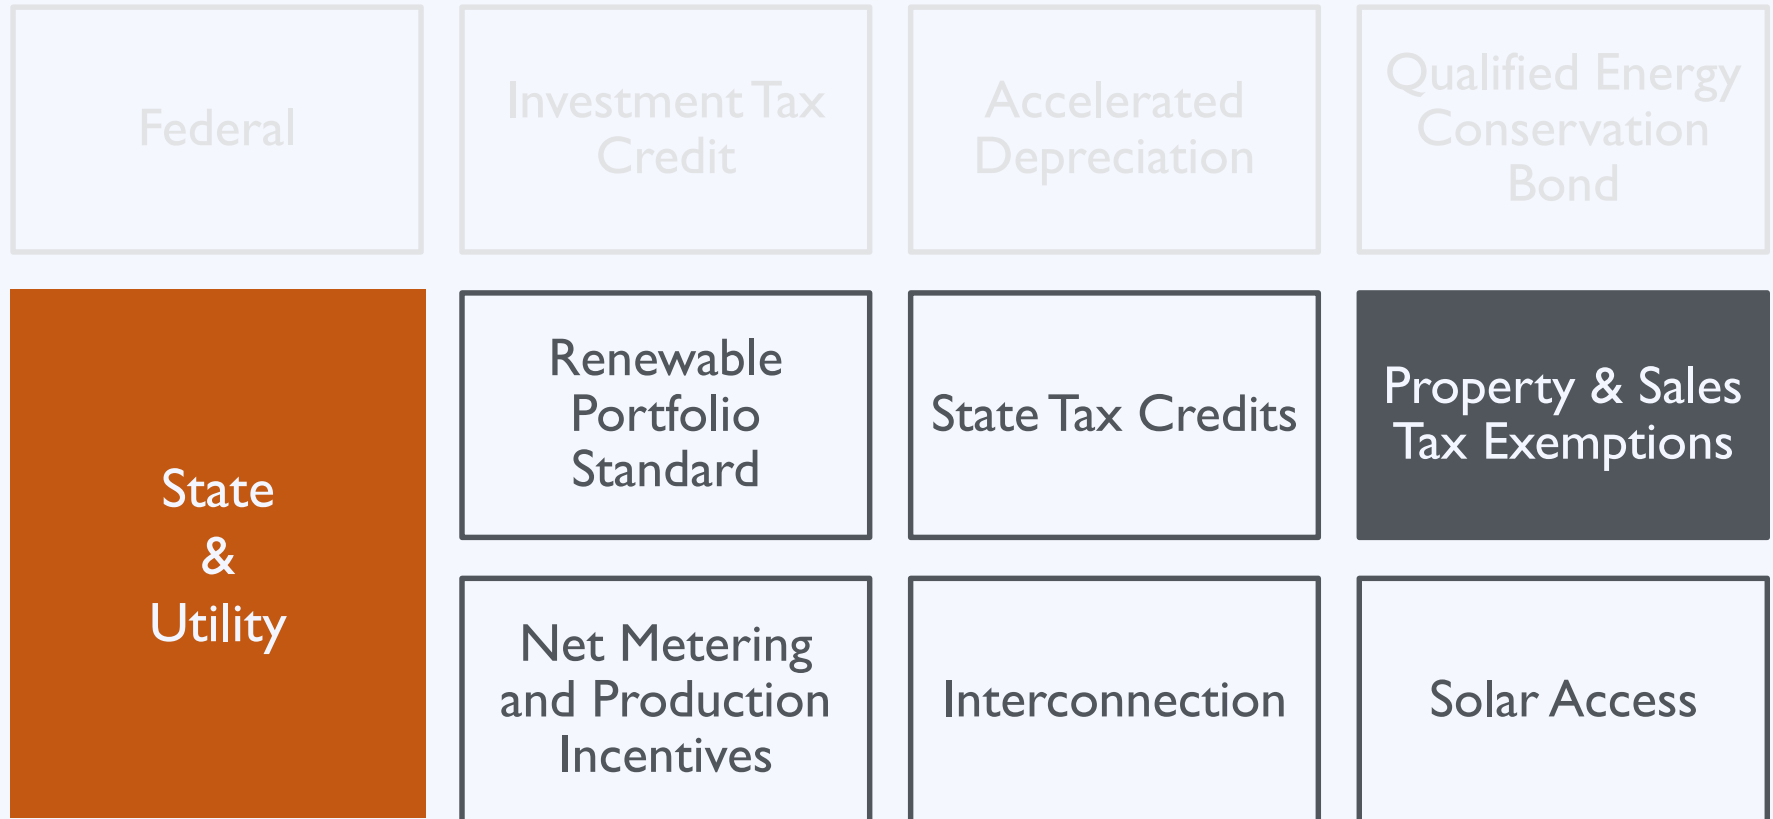 Federal
Investment Tax
Credit
Accelerated
Depreciation
Qualified Energy
Conservation
Bond
State
&
Utility
Renewable
Portfolio
Standard
State Tax Credits
Property & Sales
Tax Exemptions
Net Metering
and Production
Incentives
Interconnection
Solar Access